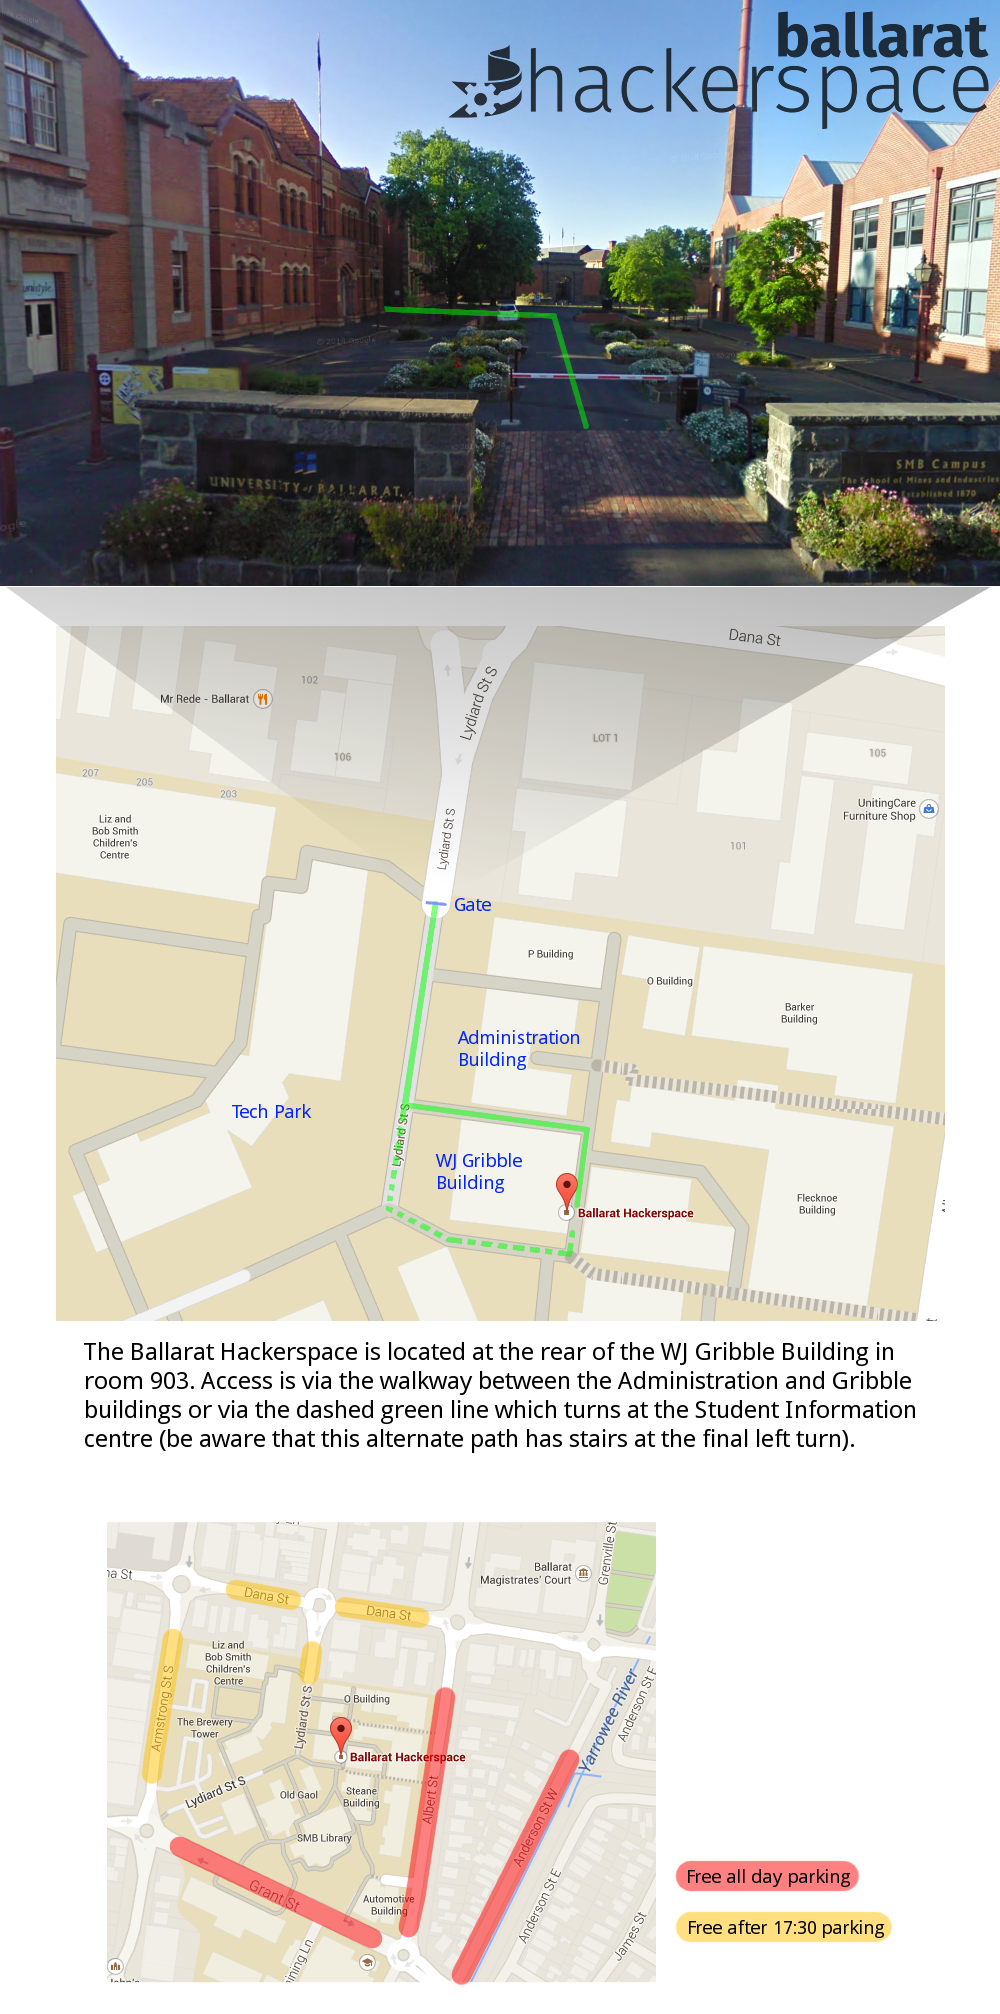 ballarat
hackerspace
unistyle
© 2014 Google
UNIVERSITY of BALLARAT
SMB Campus
The School of Mines and Industries
Established 1870
Dana St
Lydiard St S
Mr Rede - Ballarat
102
106
LOT 1
105
207
205
203
UnitingCare
Furniture Shop
Liz and
Bob Smith
Children's
Centre
Lydiard St S
101
Gate
P Building
O Building
Barker
Building
Administration
Building
Tech Park
Lydiard St S
WJ Gribble
Building
Ballarat Hackerspace
Flecknoe
Building
The Ballarat Hackerspace is located at the rear of the WJ Gribble Building in
room 903. Access is via the walkway between the Administration and Gribble
buildings or via the dashed green line which turns at the Student Information
centre (be aware that this alternate path has stairs at the final left turn).
na St
Dana St
Dana St
Ballarat
Magistrates' Court
Grenville St
Liz and
Bob Smith
Children's
Centre
Armstrong St S
The Brewery
Tower
Lydiard St S
O Building
Ballarat Hackerspace
Lydiard St S
Old Gaol
Steane
Building
SMB Library
Albert St
Anderson St W
Yarrowee River
Anderson St E
Grant St
Automotive
Building
Anderson St E
James St
ining Ln
Free all day parking
Free after 17:30 parking